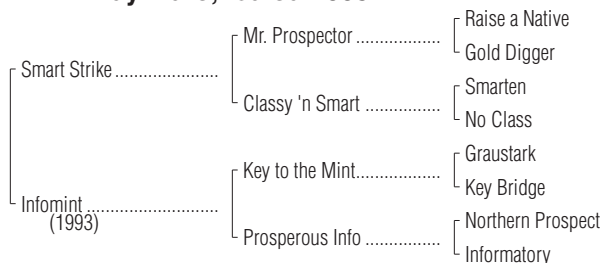 Raise a Native
Mr. Prospector ..................
Gold Digger
Smart Strike ......................
Smarten
Classy 'n Smart ................
No Class
Graustark
Key to the Mint..................
Key Bridge
Infomint ............................
(1993)
Northern Prospect
Prosperous Info ................
Informatory